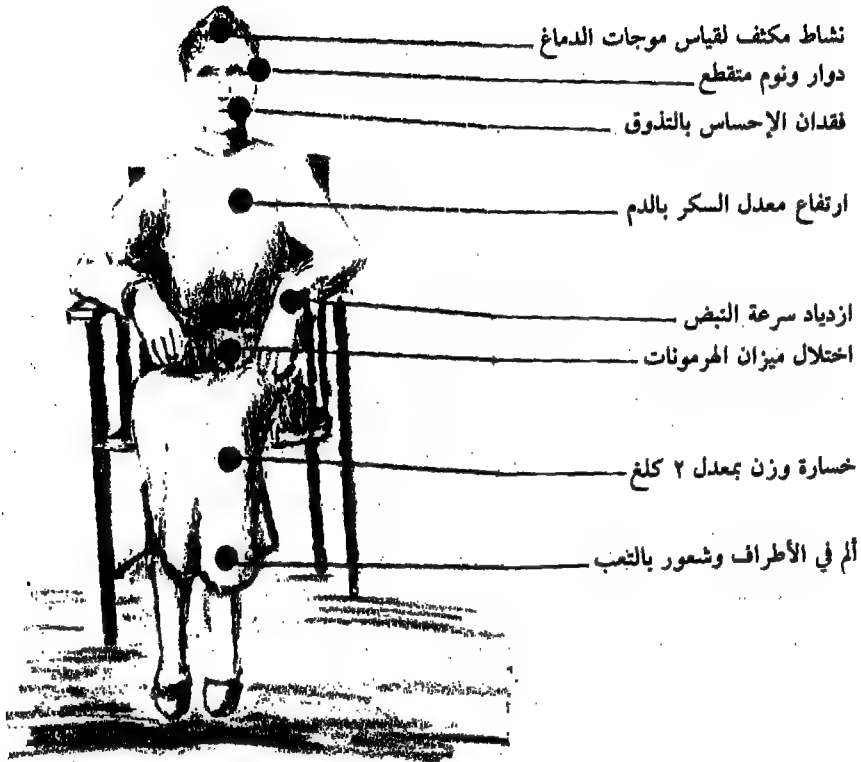 نشاط مكثف لقياس موجات الدماغ
دوار ونوم متقطع
فقدان الإحساس بالتذوق
ارتفاع معدل السكر بالدم
ازدياد سرعة النبض
اختلال ميزان الهرمونات
خسارة وزن بمعدل ٢ كلغ
ألم في الأطراف وشعور بالتعب